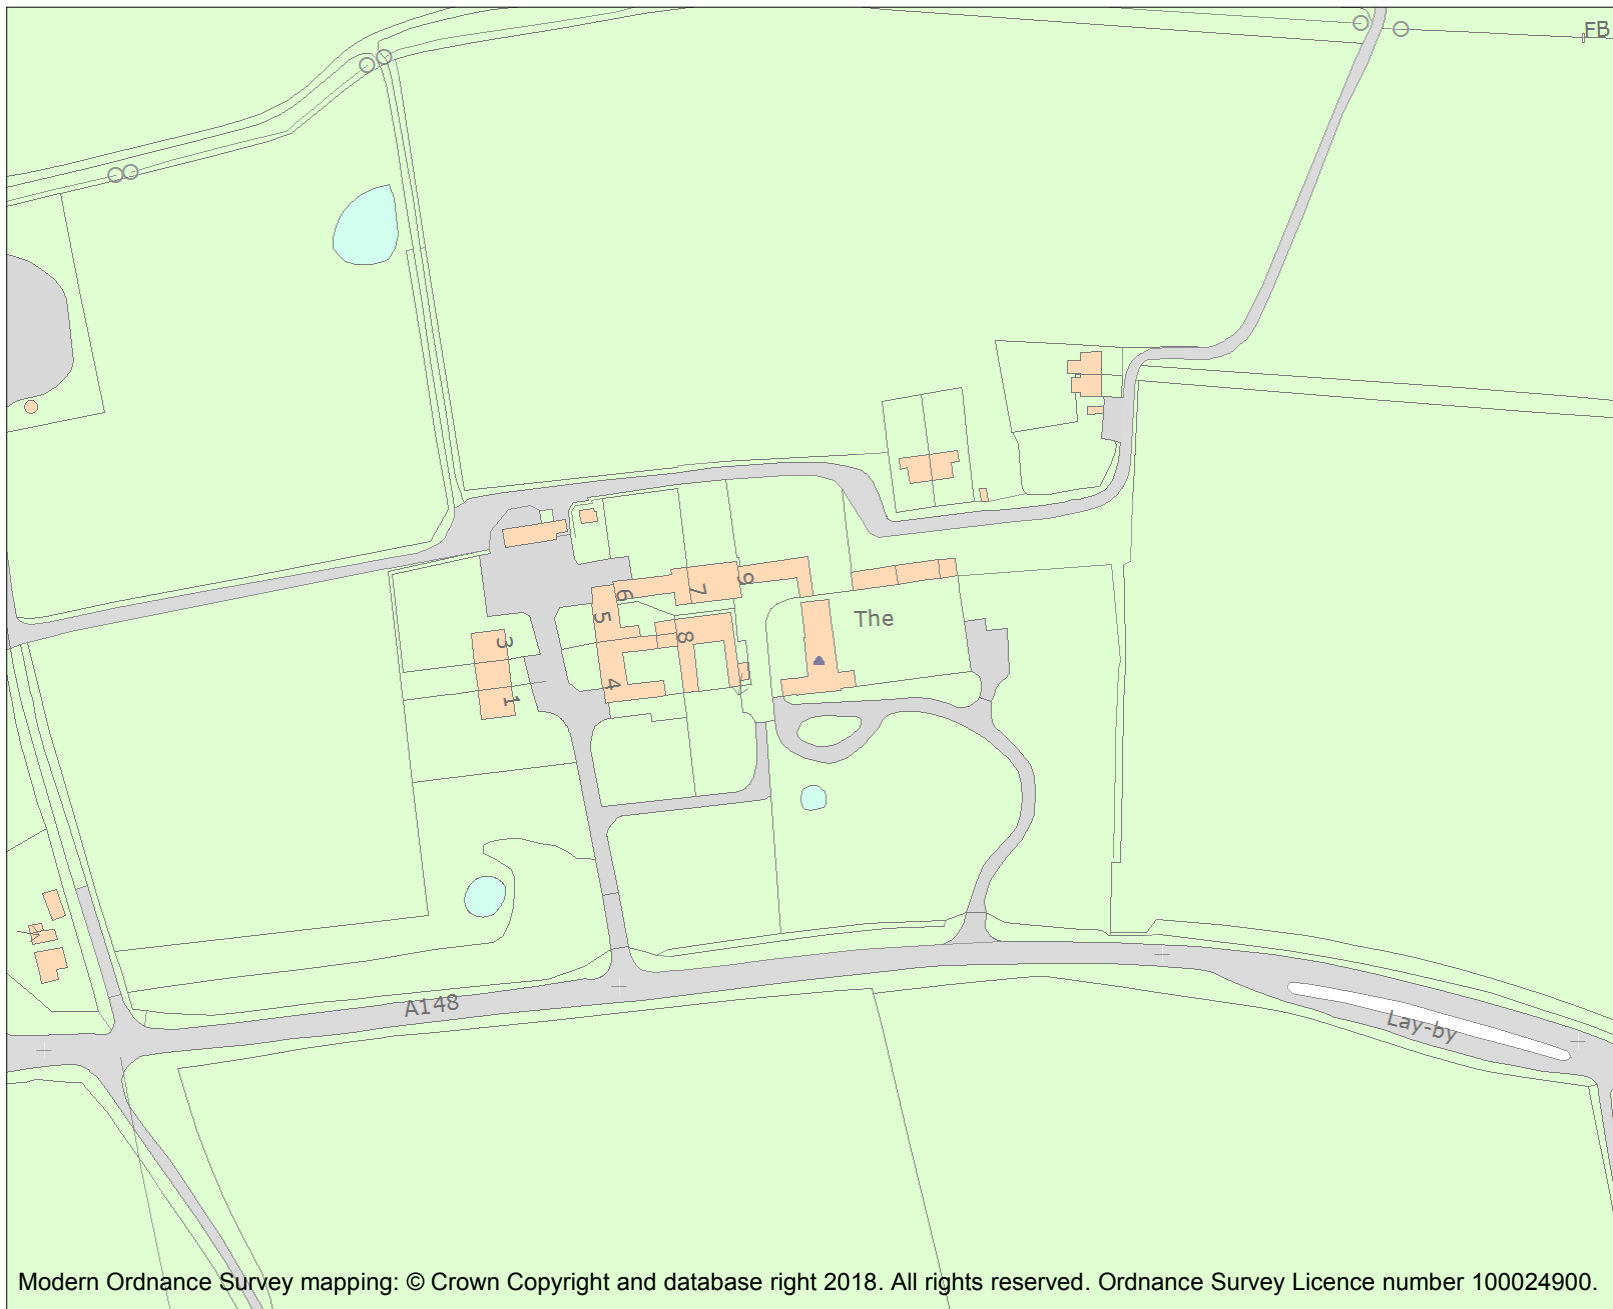 FB
9
7
6
5
The
8
3
4
1
A148
Lay-by
Modern Ordnance Survey mapping: © Crown Copyright and database right 2018. All rights reserved. Ordnance Survey Licence number 100024900.